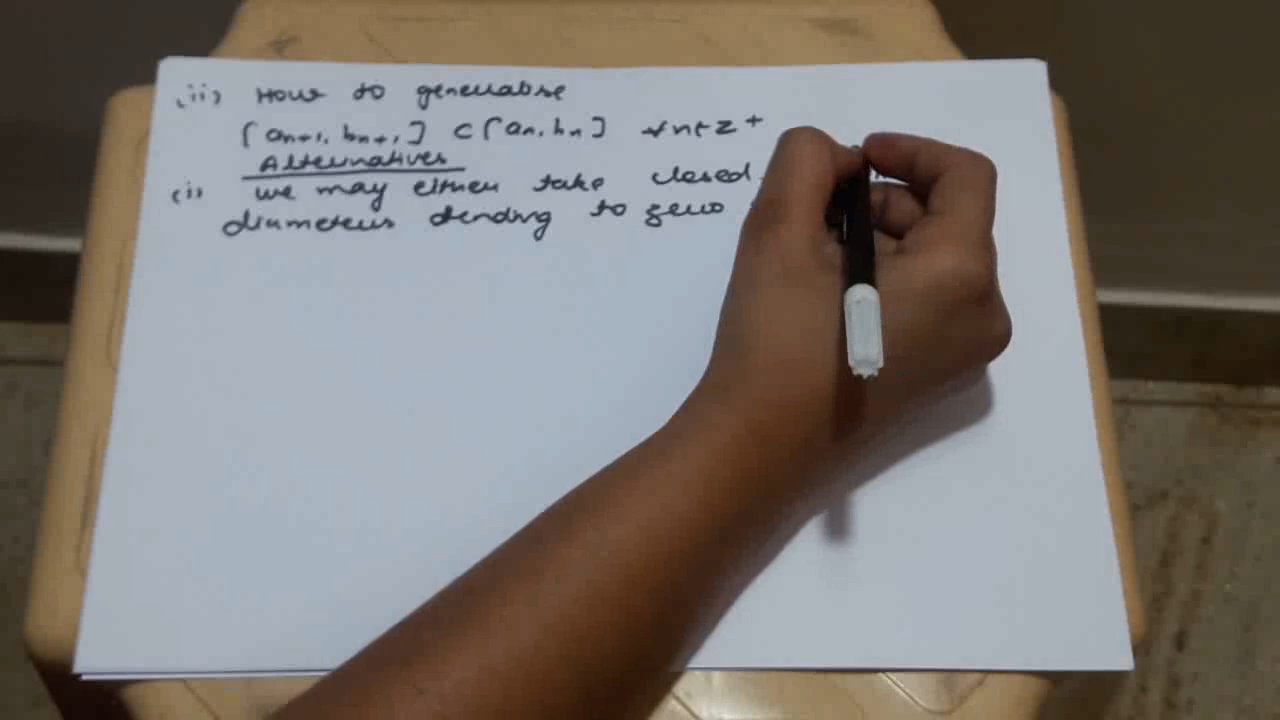 (ii) How to generalise
[an+1, bn+1] ⊂ [an, bn] ∀n∈Z+
Alternatives
(i) we may either take closed
diameters tending to zero